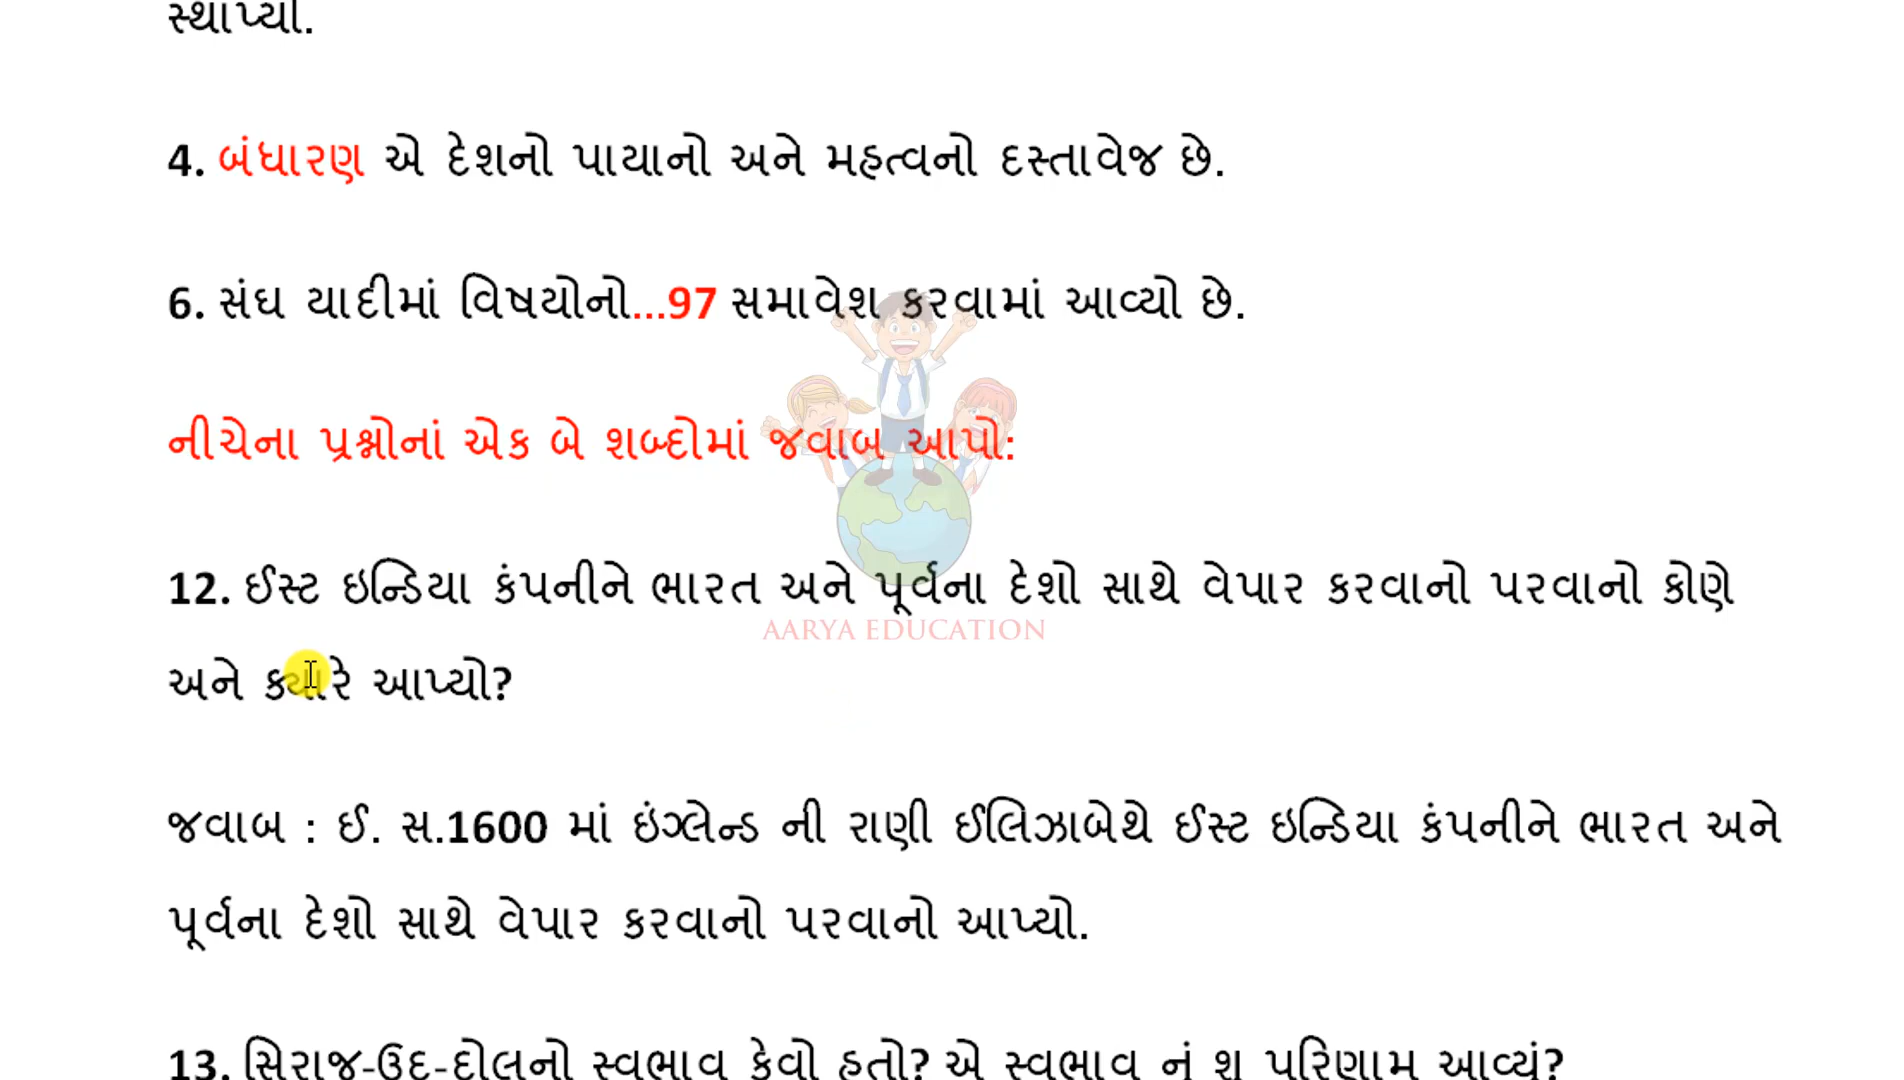 સ્થાપ્યો.
4. બંધારણ એ દેશનો પાયાનો અને મહત્વનો દસ્તાવેજ છે.
6. સંઘ યાદીમાં વિષયોનો...97 સમાવેશ કરવામાં આવ્યો છે.
નીચેના પ્રશ્નોનાં એક બે શબ્દોમાં જવાબ આપો:
12. ઈસ્ટ ઇન્ડિયા કંપનીને ભારત અને પૂર્વના દેશો સાથે વેપાર કરવાનો પરવાનો કોણે
AARYA EDUCATION
અને ક્યારે આપ્યો?
જવાબ : ઈ. સ.1600 માં ઇંગ્લેન્ડ ની રાણી ઈલિઝાબેથે ઈસ્ટ ઇન્ડિયા કંપનીને ભારત અને
પૂર્વના દેશો સાથે વેપાર કરવાનો પરવાનો આપ્યો.
13. સિરાજ-ઉદ-દોલનો સ્વભાવ કેવો હતો? એ સ્વભાવ નું શુ પરિણામ આવ્યું?